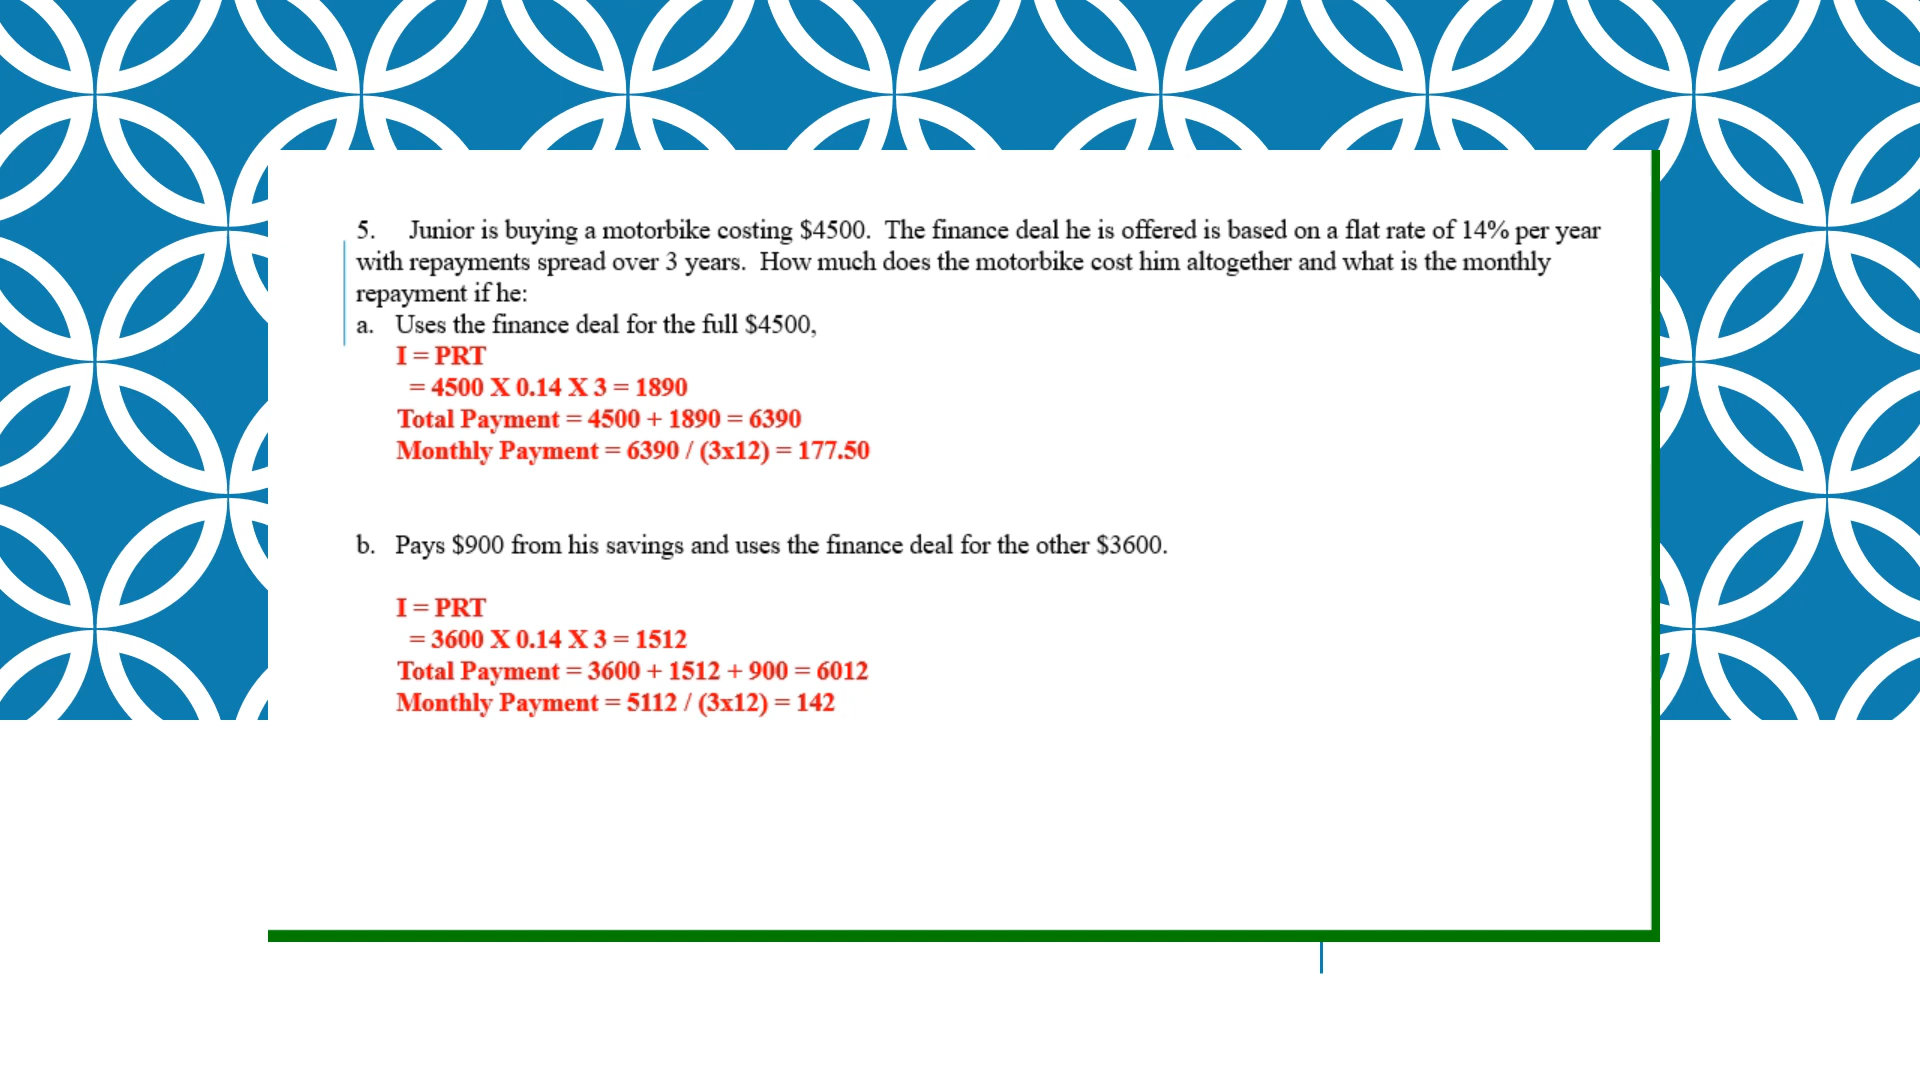 5. Junior is buying a motorbike costing $4500. The finance deal he is offered is based on a flat rate of 14% per year
with repayments spread over 3 years. How much does the motorbike cost him altogether and what is the monthly
repayment if he:
a. Uses the finance deal for the full $4500,
I = PRT
= 4500 X 0.14 X 3 = 1890
Total Payment = 4500 + 1890 = 6390
Monthly Payment = 6390 / (3x12) = 177.50
b. Pays $900 from his savings and uses the finance deal for the other $3600.
I = PRT
= 3600 X 0.14 X 3 = 1512
Total Payment = 3600 + 1512 + 900 = 6012
Monthly Payment = 5112 / (3x12) = 142